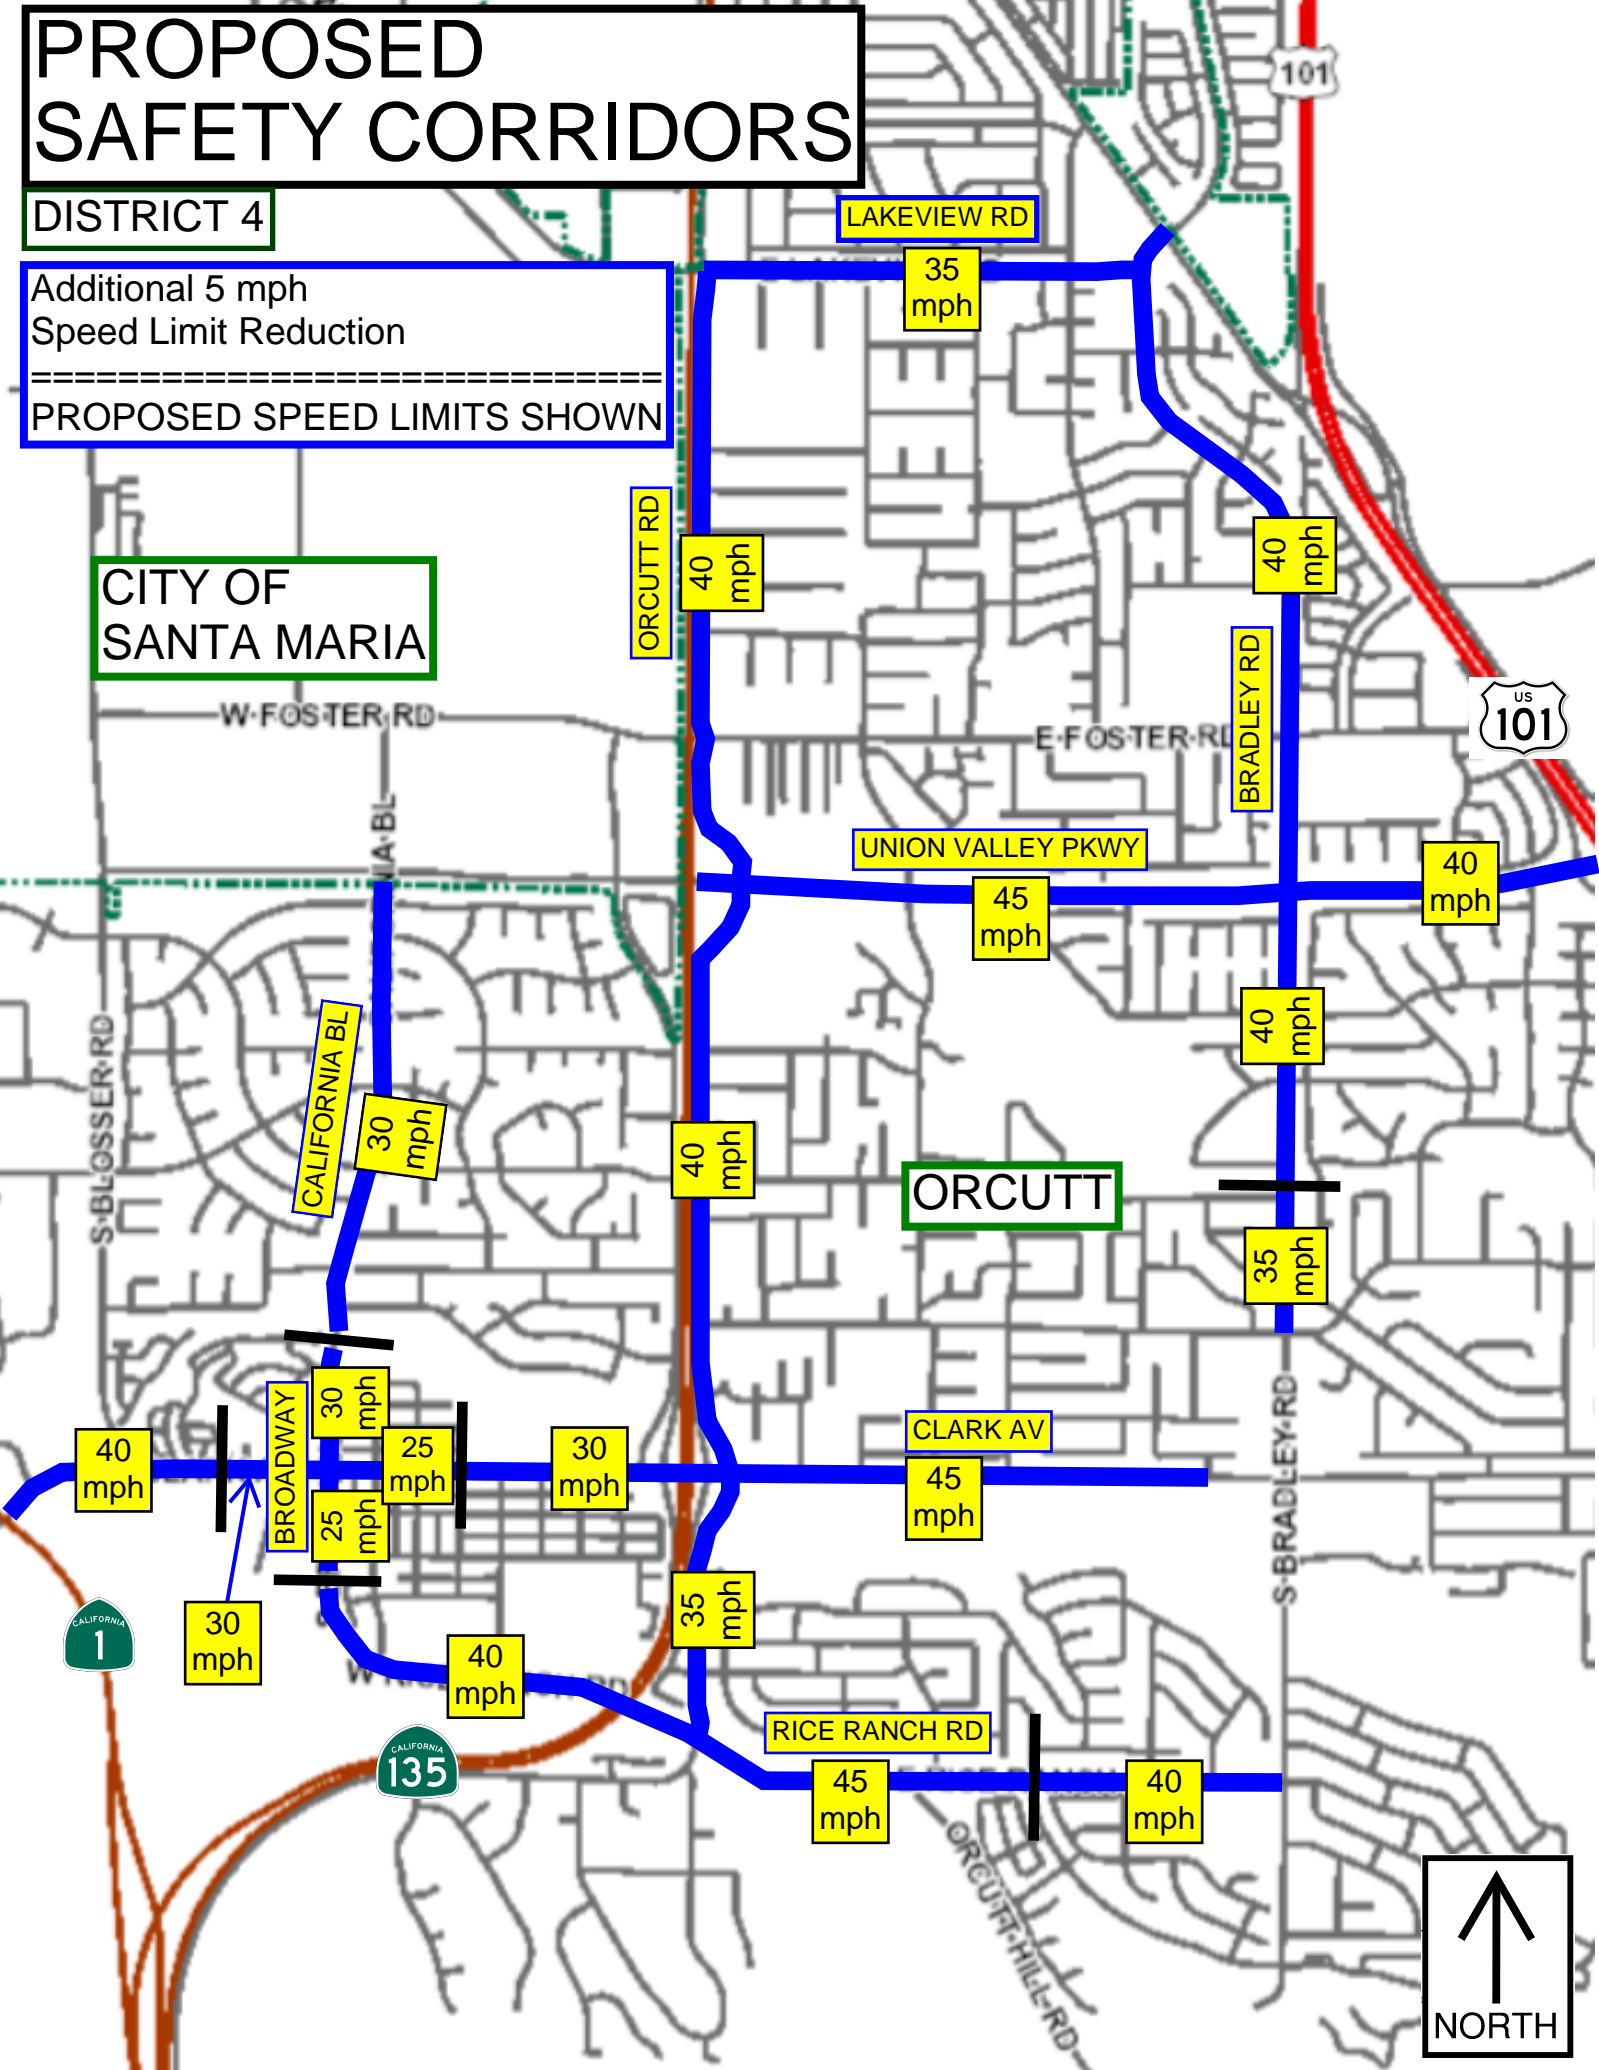 PROPOSED
SAFETY CORRIDORS
DISTRICT 4
Additional 5 mph
Speed Limit Reduction
=============================
PROPOSED SPEED LIMITS SHOWN
101
LAKEVIEW RD
35
mph
ORCUTT RD
40
mph
40
mph
CITY OF
SANTA MARIA
BRADLEY RD
W FOSTER RD
E FOSTER RD
US
101
UNION VALLEY PKWY
45
mph
40
mph
CALIFORNIA BL
30
mph
S BLOSSER RD
40
mph
40
mph
ORCUTT
35
mph
BROADWAY
30
mph
25
mph
40
mph
25
mph
30
mph
CLARK AV
45
mph
S BRADLEY RD
30
mph
CALIFORNIA
1
35
mph
40
mph
RICE RANCH RD
CALIFORNIA
135
45
mph
40
mph
ORCUTT HILL RD
NORTH